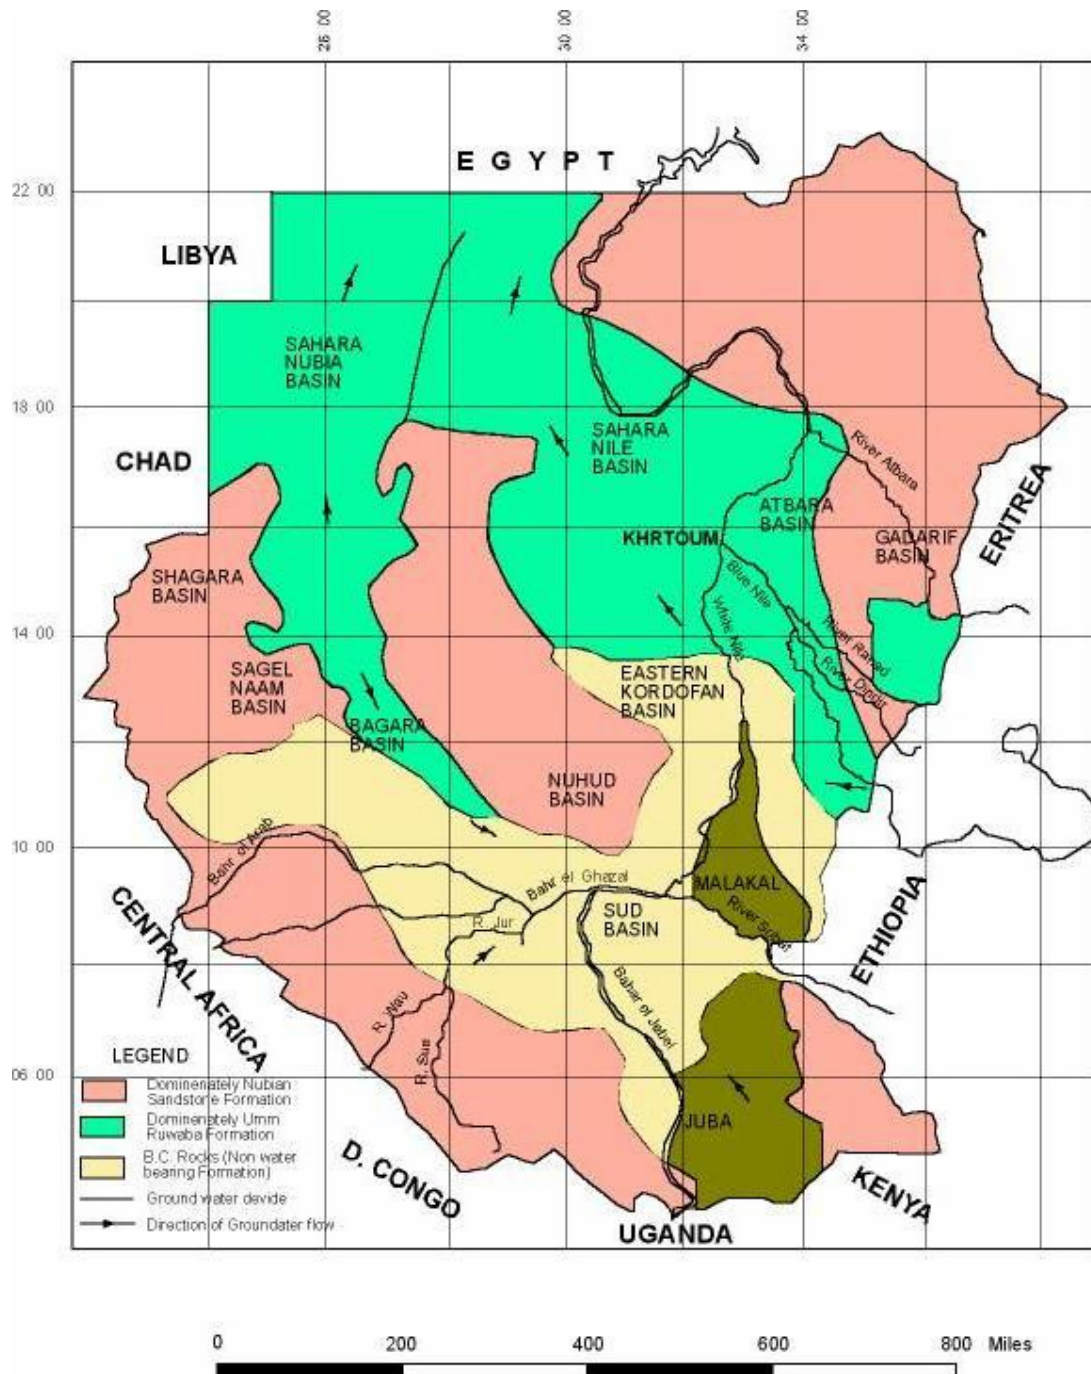 26 00
30 00
34 00
EGYPT
22 00
LIBYA
SAHARA
NUBIA
BASIN
18 00
SAHARA
NILE
BASIN
CHAD
River Atbara
ATBARA
BASIN
ERITREA
KHRTOUM
GADARIF
BASIN
SHAGARA
BASIN
Blue Nile
White Nile
14 00
River Rahad
River Dindir
SAGEL
NAAM
BASIN
EASTERN
KORDOFAN
BASIN
BAGARA
BASIN
NUHUD
BASIN
10 00
Bahr el Arab
Bahr el Ghazal
MALAKAL
CENTRAL AFRICA
R. Jur
SUD
BASIN
River Subat
ETHIOPIA
Bahar el Jebel
R. Wau
R. Sue
LEGEND
06 00
Dominenately Nubian
Sandstone Formation
Dominenately Umm
Ruwaba Formation
B.C. Rocks (Non water
bearing Formation)
Ground water devide
Direction of Groundater flow
JUBA
D. CONGO
KENYA
UGANDA
0 200 400 600 800 Miles